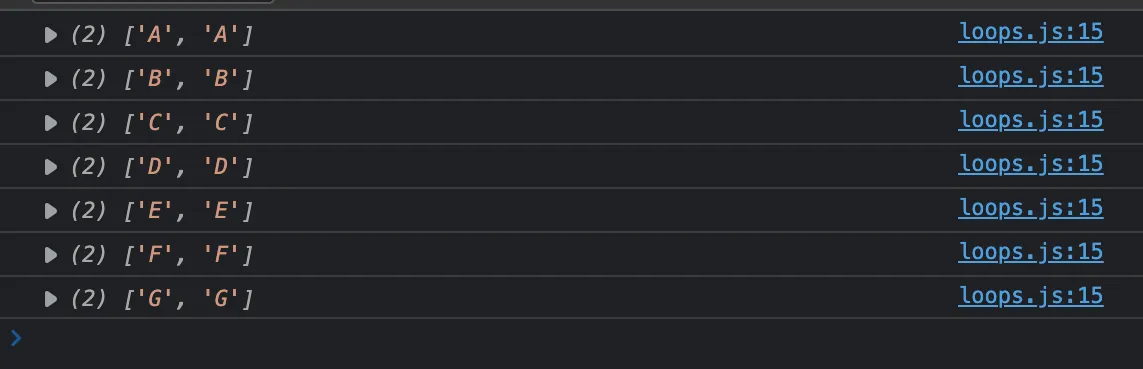 (2) ['A', 'A'] loops.js:15
(2) ['B', 'B'] loops.js:15
(2) ['C', 'C'] loops.js:15
(2) ['D', 'D'] loops.js:15
(2) ['E', 'E'] loops.js:15
(2) ['F', 'F'] loops.js:15
(2) ['G', 'G'] loops.js:15